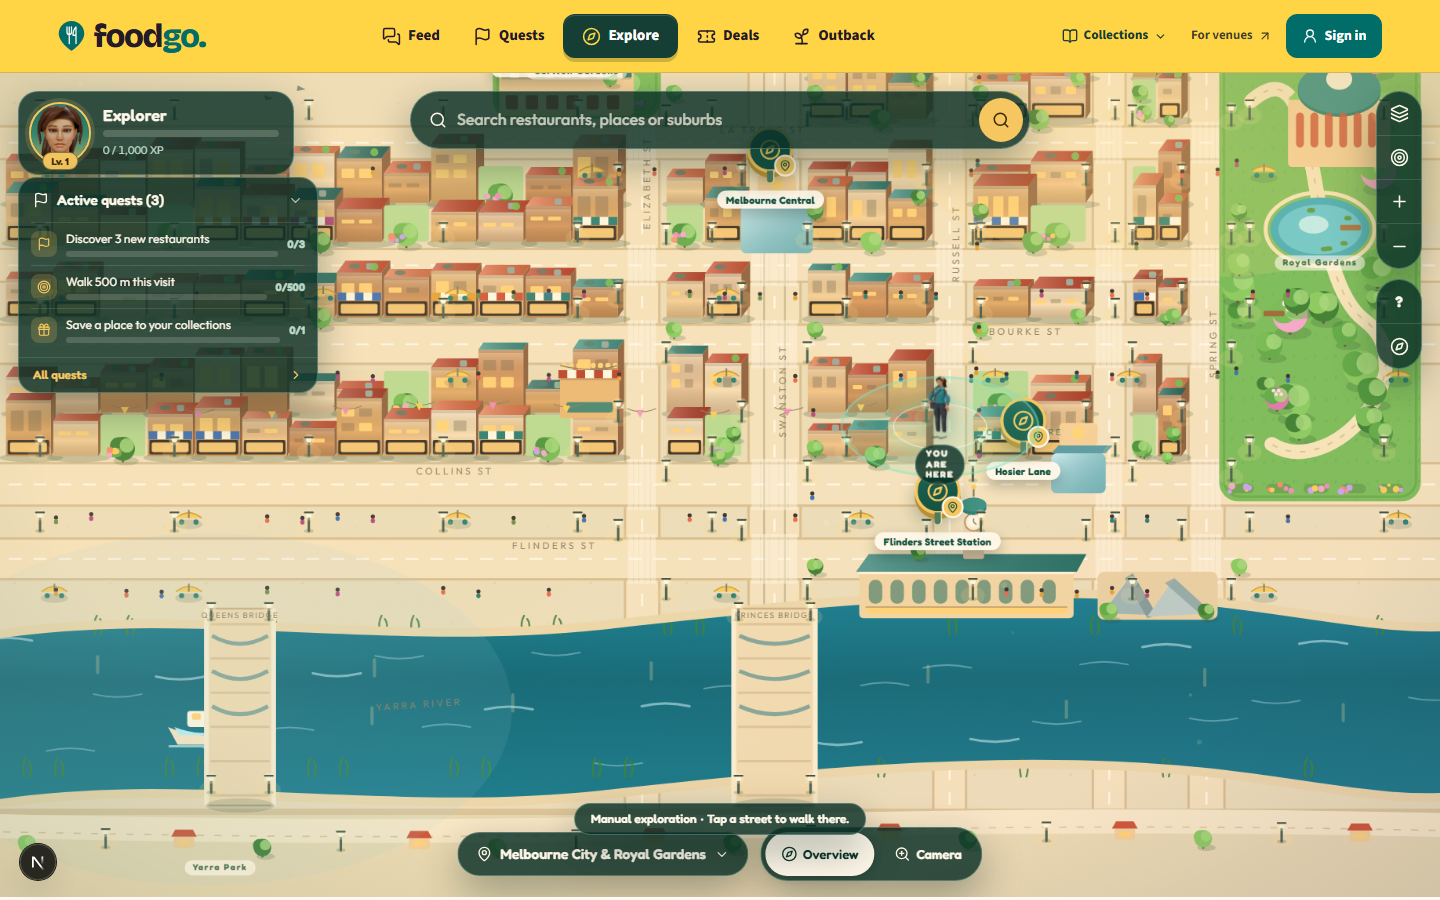 foodgo.
Feed
Quests
Explore
Deals
Outback
Collections
For venues
Sign in
Explorer
0 / 1,000 XP
Lv. 1
Search restaurants, places or suburbs
Active quests (3)
Discover 3 new restaurants
0/3
Walk 500 m this visit
0/500
Save a place to your collections
0/1
All quests
ELIZABETH ST
Melbourne Central
RUSSELL ST
Royal Gardens
?
BOURKE ST
SPRING ST
SWANSTON ST
YOU
ARE
HERE
Hosier Lane
COLLINS ST
Flinders Street Station
FLINDERS ST
QUEENS BRIDGE
PRINCES BRIDGE
YARRA RIVER
Manual exploration · Tap a street to walk there.
Melbourne City & Royal Gardens
Overview
Camera
N
Yarra Park